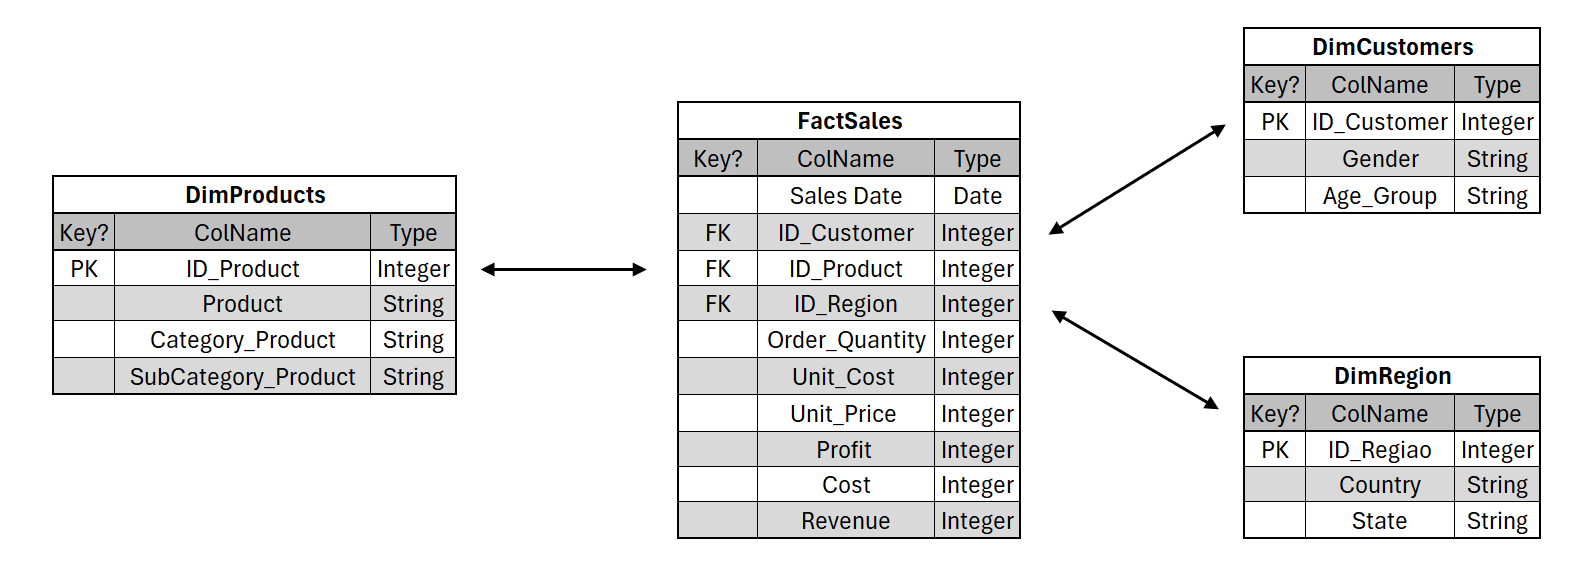 DimProducts
Key? ColName Type
PK ID_Product Integer
Product String
Category_Product String
SubCategory_Product String
FactSales
Key? ColName Type
Sales Date Date
FK ID_Customer Integer
FK ID_Product Integer
FK ID_Region Integer
Order_Quantity Integer
Unit_Cost Integer
Unit_Price Integer
Profit Integer
Cost Integer
Revenue Integer
DimCustomers
Key? ColName Type
PK ID_Customer Integer
Gender String
Age_Group String
DimRegion
Key? ColName Type
PK ID_Regiao Integer
Country String
State String